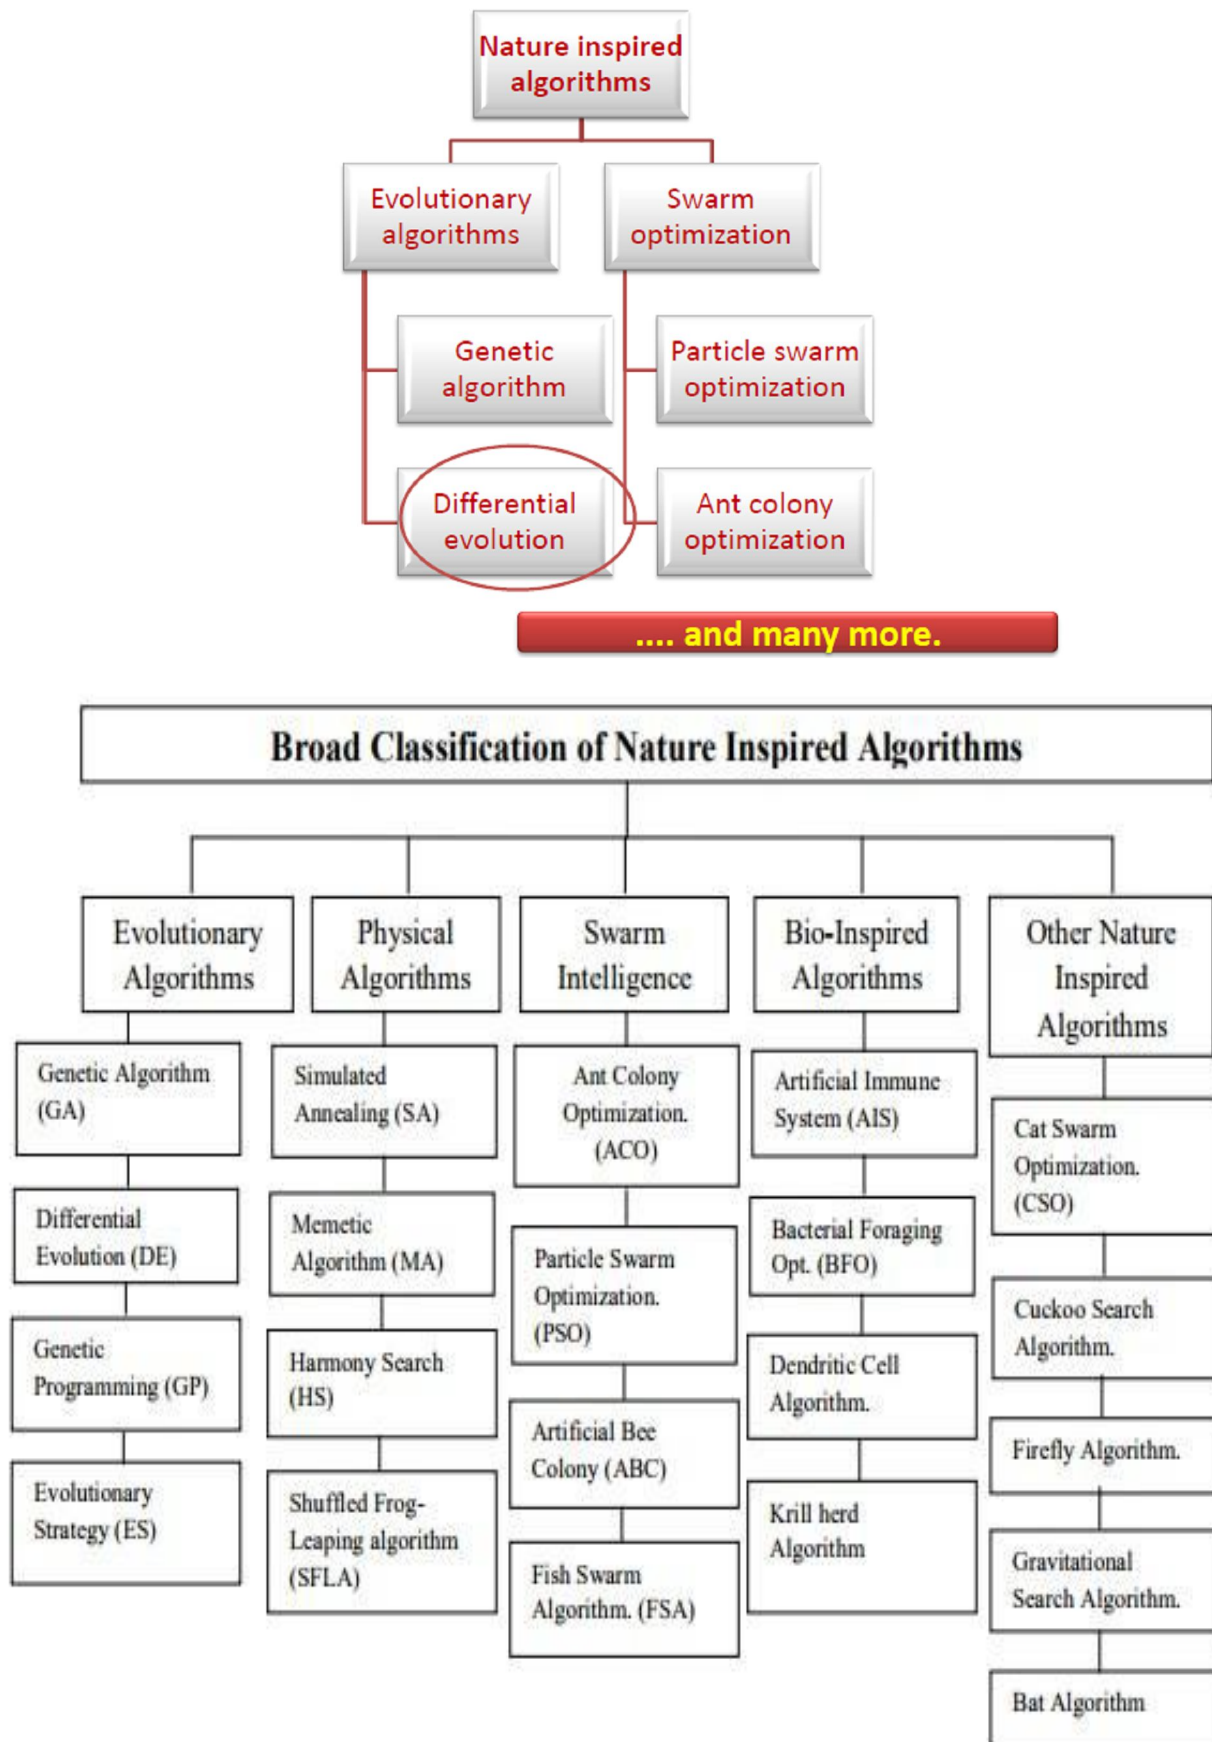 Nature inspired
algorithms
Evolutionary
algorithms
Swarm
optimization
Genetic
algorithm
Particle swarm
optimization
Differential
evolution
Ant colony
optimization
.... and many more.
Broad Classification of Nature Inspired Algorithms
Evolutionary
Algorithms
Physical
Algorithms
Swarm
Intelligence
Bio-Inspired
Algorithms
Other Nature
Inspired
Algorithms
Genetic Algorithm
(GA)
Differential
Evolution (DE)
Genetic
Programming (GP)
Evolutionary
Strategy (ES)
Simulated
Annealing (SA)
Memetic
Algorithm (MA)
Harmony Search
(HS)
Shuffled Frog-
Leaping algorithm
(SFLA)
Ant Colony
Optimization.
(ACO)
Particle Swarm
Optimization.
(PSO)
Artificial Bee
Colony (ABC)
Fish Swarm
Algorithm. (FSA)
Artificial Immune
System (AIS)
Bacterial Foraging
Opt. (BFO)
Dendritic Cell
Algorithm.
Krill herd
Algorithm
Cat Swarm
Optimization.
(CSO)
Cuckoo Search
Algorithm.
Firefly Algorithm.
Gravitational
Search Algorithm.
Bat Algorithm